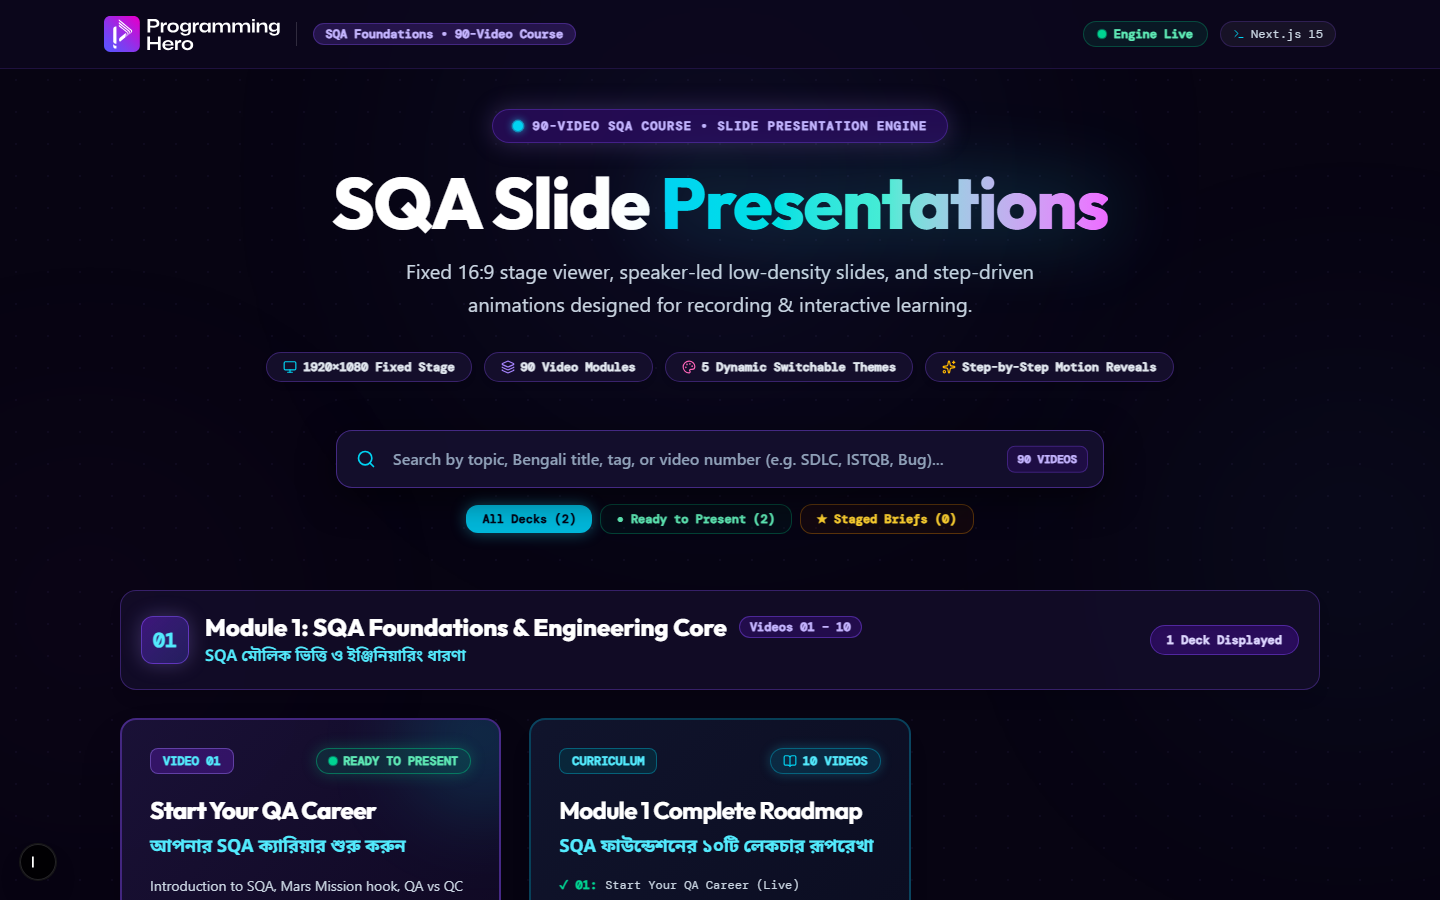 Programming
Hero
SQA Foundations • 90-Video Course
Engine Live
>_ Next.js 15
90-VIDEO SQA COURSE • SLIDE PRESENTATION ENGINE
SQA Slide Presentations
Fixed 16:9 stage viewer, speaker-led low-density slides, and step-driven
animations designed for recording & interactive learning.
1920×1080 Fixed Stage
90 Video Modules
5 Dynamic Switchable Themes
Step-by-Step Motion Reveals
Search by topic, Bengali title, tag, or video number (e.g. SDLC, ISTQB, Bug)...
90 VIDEOS
All Decks (2)
● Ready to Present (2)
★ Staged Briefs (0)
01
Module 1: SQA Foundations & Engineering Core
Videos 01 – 10
SQA মৌলিক ভিত্তি ও ইঞ্জিনিয়ারিং ধারণা
1 Deck Displayed
VIDEO 01
READY TO PRESENT
Start Your QA Career
আপনার SQA ক্যারিয়ার শুরু করুন
Introduction to SQA, Mars Mission hook, QA vs QC
CURRICULUM
10 VIDEOS
Module 1 Complete Roadmap
SQA ফাউন্ডেশনের ১০টি লেকচার রূপরেখা
✓ 01: Start Your QA Career (Live)